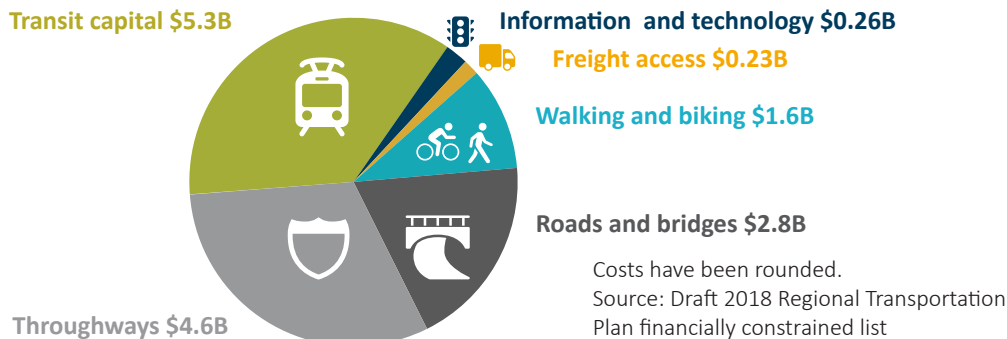 Transit capital $5.3B
Information and technology $0.26B
Freight access $0.23B
Walking and biking $1.6B
Roads and bridges $2.8B
Costs have been rounded.
Source: Draft 2018 Regional Transportation
Plan financially constrained list
Throughways $4.6B